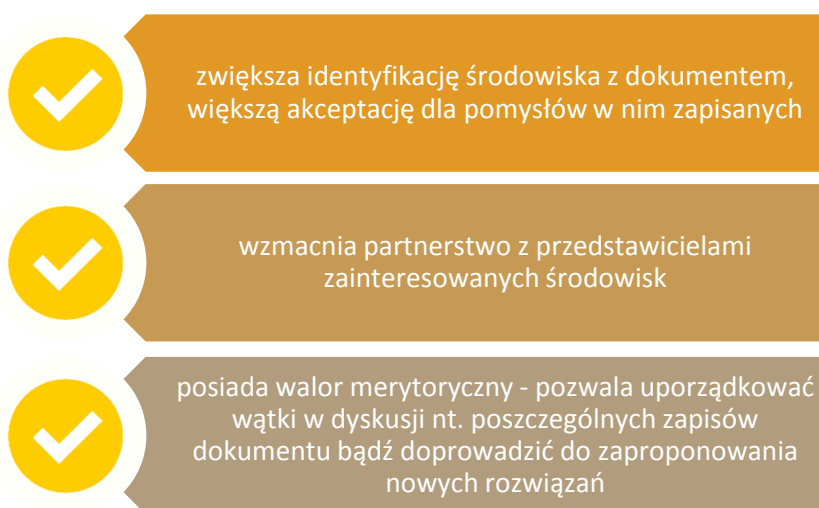 zwiększa identyfikację środowiska z dokumentem,
większą akceptację dla pomysłów w nim zapisanych
wzmacnia partnerstwo z przedstawicielami
zainteresowanych środowisk
posiada walor merytoryczny - pozwala uporządkować
wątki w dyskusji nt. poszczególnych zapisów
dokumentu bądź doprowadzić do zaproponowania
nowych rozwiązań